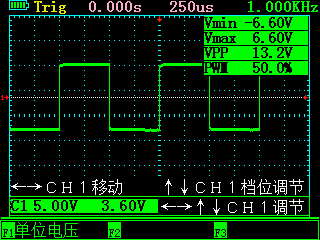 Trig 0.000s 250us 1.000KHz
Vmin -6.60V
Vmax 6.60V
VPP 13.2V
PWM 50.0%
←→CH1移动 ↑↓CH1档位调节
C1 5.00V 3.60V ←→CH1调节
F1 单位电压 F2 F3